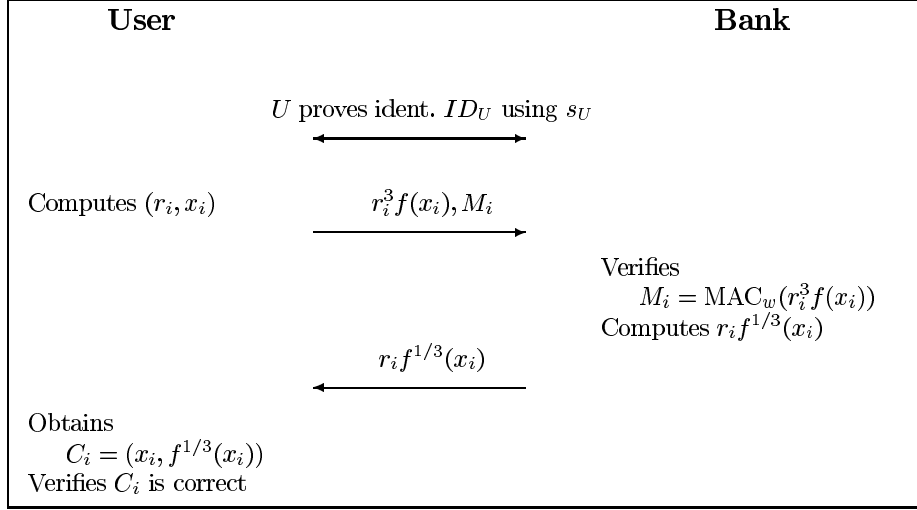 User
Bank
U proves ident. ID_U using s_U
Computes (r_i, x_i)
r_i^3 f(x_i), M_i
Verifies
M_i = MAC_w(r_i^3 f(x_i))
Computes r_i f^{1/3}(x_i)
r_i f^{1/3}(x_i)
Obtains
C_i = (x_i, f^{1/3}(x_i))
Verifies C_i is correct